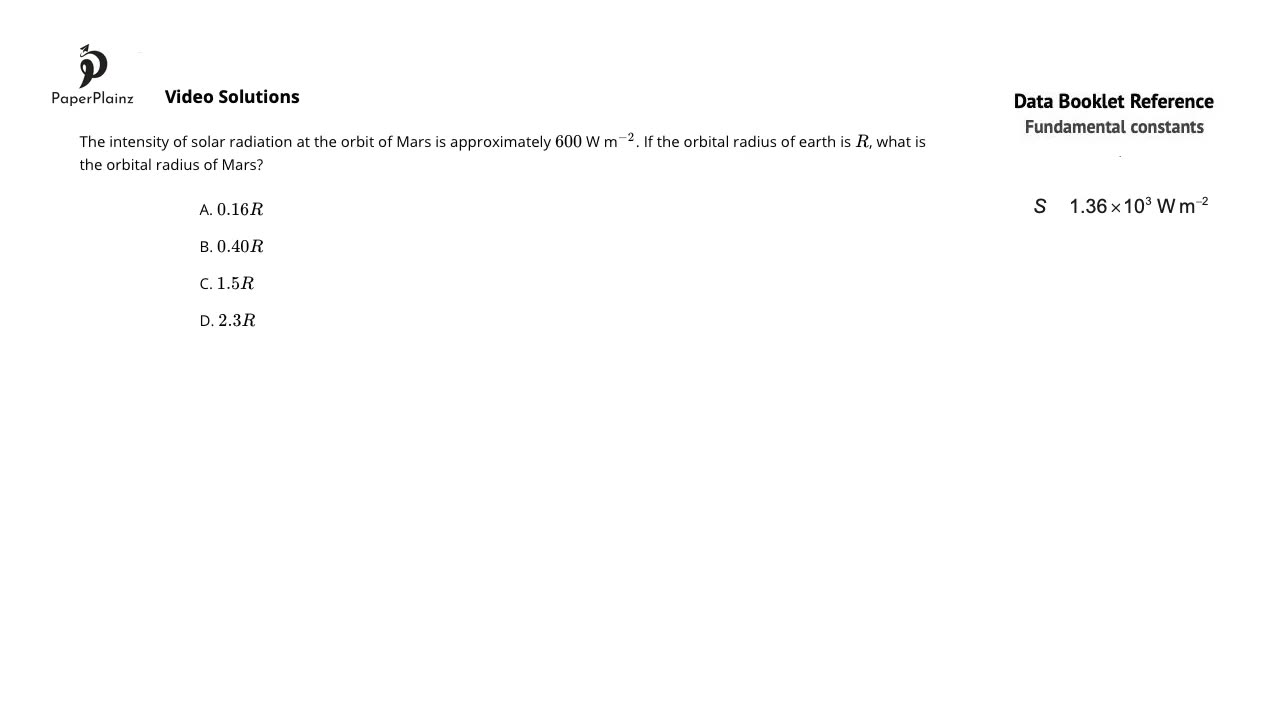 PaperPlainz
Video Solutions
Data Booklet Reference
Fundamental constants
The intensity of solar radiation at the orbit of Mars is approximately 600 W m⁻². If the orbital radius of earth is R, what is
the orbital radius of Mars?
A. 0.16R
B. 0.40R
C. 1.5R
D. 2.3R
S 1.36×10³ W m⁻²